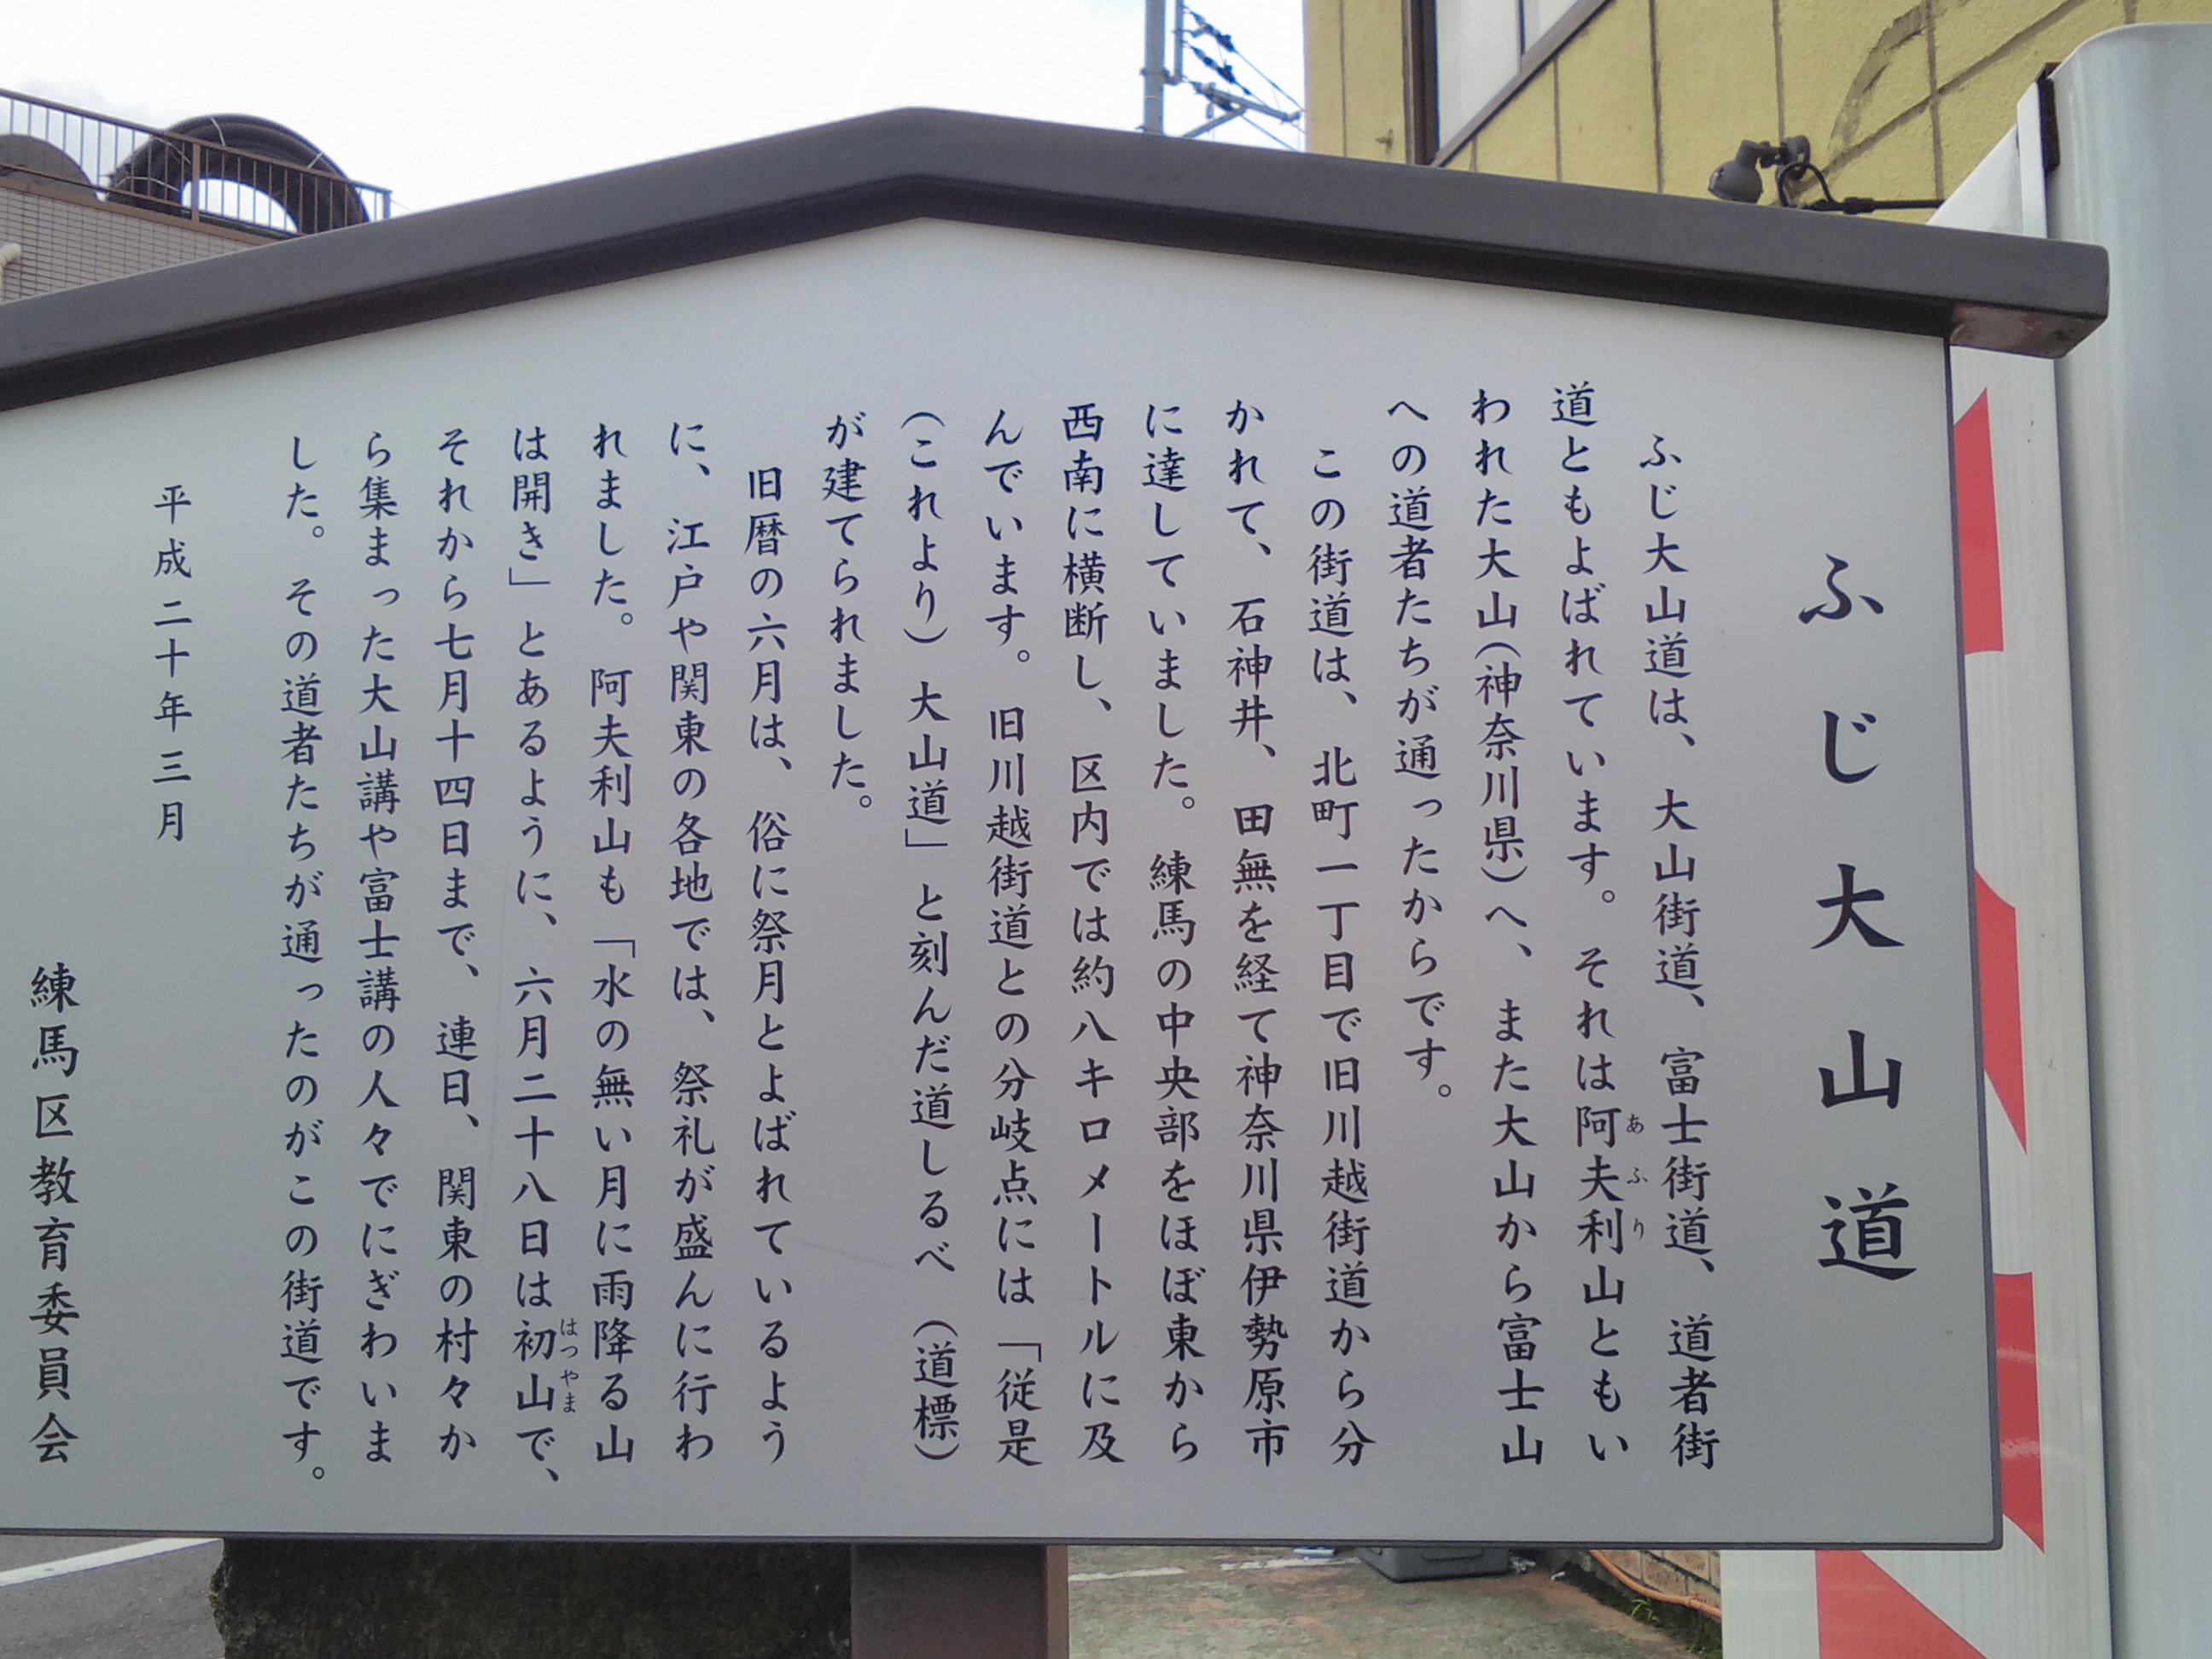 ふじ大山道
ふじ大山道は、大山街道、富士街道、道者街
道ともよばれています。それは阿夫利山ともい
あふり
われた大山(神奈川県)へ、また大山から富士山
への道者たちが通ったからです。
この街道は、北町一丁目で旧川越街道から分
かれて、石神井、田無を経て神奈川県伊勢原市
に達していました。練馬の中央部をほぼ東から
西南に横断し、区内では約八キロメートルに及
んでいます。旧川越街道との分岐点には「従是
(これより)大山道」と刻んだ道しるべ(道標)
が建てられました。
旧暦の六月は、俗に祭月とよばれているよう
に、江戸や関東の各地では、祭礼が盛んに行わ
れました。阿夫利山も「水の無い月に雨降る山
は開き」とあるように、六月二十八日は初山で、
はつやま
それから七月十四日まで、連日、関東の村々か
ら集まった大山講や富士講の人々でにぎわいま
した。その道者たちが通ったのがこの街道です。
平成二十年三月
練馬区教育委員会